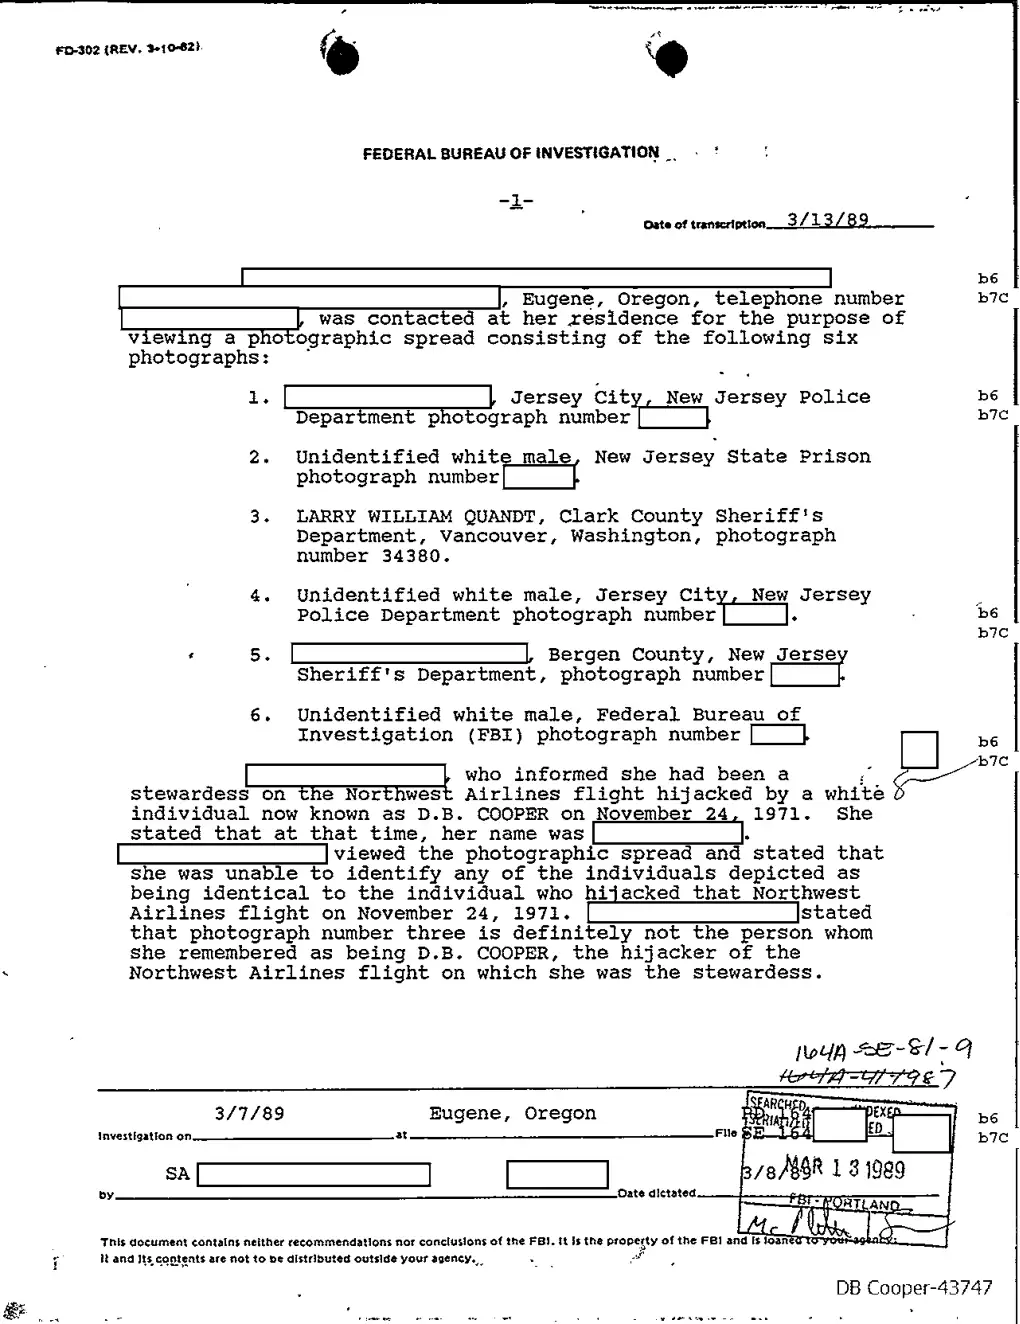 FD-302 (REV. 3-10-82)
FEDERAL BUREAU OF INVESTIGATION
-1-
Date of transcription 3/13/89
b6
, Eugene, Oregon, telephone number b7C
, was contacted at her residence for the purpose of
viewing a photographic spread consisting of the following six
photographs:
1. , Jersey City, New Jersey Police b6
Department photograph number . b7C
2. Unidentified white male, New Jersey State Prison
photograph number .
3. LARRY WILLIAM QUANDT, Clark County Sheriff's
Department, Vancouver, Washington, photograph
number 34380.
4. Unidentified white male, Jersey City, New Jersey
Police Department photograph number . b6
b7C
5. , Bergen County, New Jersey
Sheriff's Department, photograph number .
6. Unidentified white male, Federal Bureau of
Investigation (FBI) photograph number . b6
b7C
, who informed she had been a
stewardess on the Northwest Airlines flight hijacked by a white
individual now known as D.B. COOPER on November 24, 1971. She
stated that at that time, her name was .
viewed the photographic spread and stated that
she was unable to identify any of the individuals depicted as
being identical to the individual who hijacked that Northwest
Airlines flight on November 24, 1971. stated
that photograph number three is definitely not the person whom
she remembered as being D.B. COOPER, the hijacker of the
Northwest Airlines flight on which she was the stewardess.
164A-SE-81-9
164A-41-7987
SEARCHED INDEXED
PD 164 b6
Investigation on 3/7/89 at Eugene, Oregon File SE 164 b7C
MAR 13 1989
by SA Date dictated 3/8/89
FBI - PORTLAND
This document contains neither recommendations nor conclusions of the FBI. It is the property of the FBI and is loaned to your agency;
it and its contents are not to be distributed outside your agency.
DB Cooper-43747